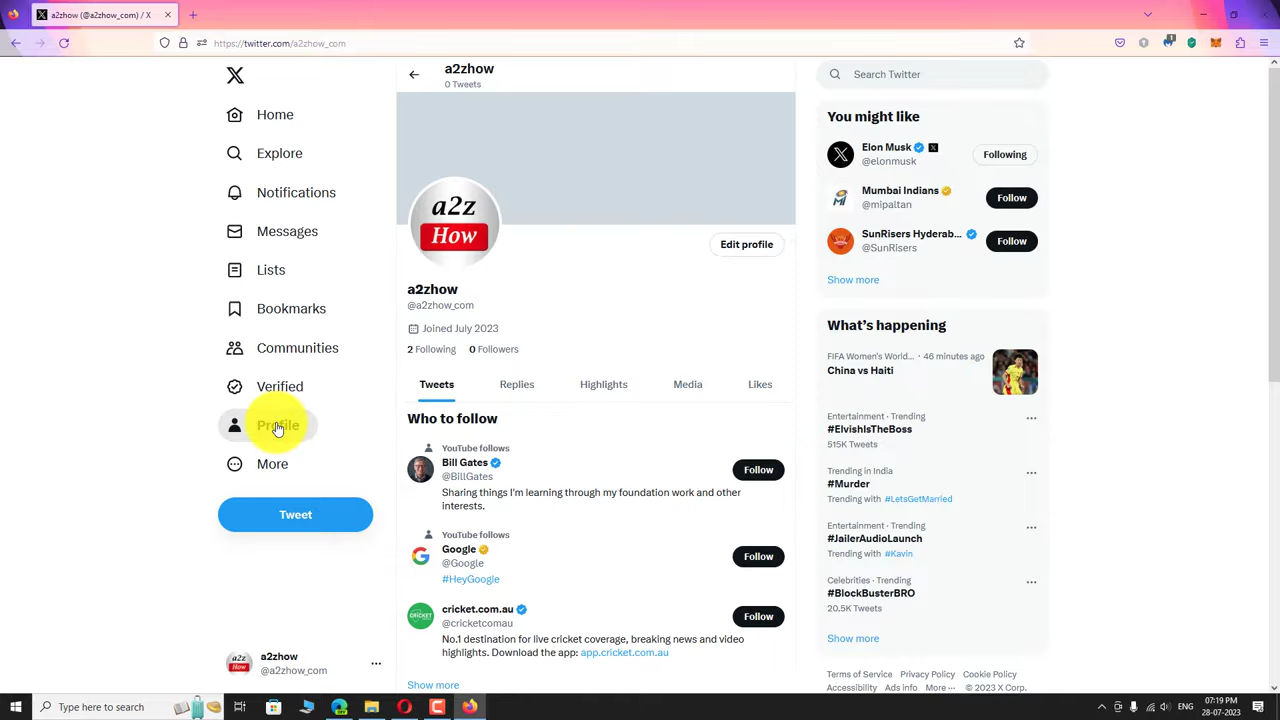 a2zhow (@a2zhow_com) / X
https://twitter.com/a2zhow_com
Home
Explore
Notifications
Messages
Lists
Bookmarks
Communities
Verified
Profile
More
Tweet
a2zhow
@a2zhow_com
a2zhow
0 Tweets
a2z
How
Edit profile
a2zhow
@a2zhow_com
Joined July 2023
2 Following 0 Followers
Tweets Replies Highlights Media Likes
Who to follow
YouTube follows
Bill Gates
@BillGates
Follow
Sharing things I'm learning through my foundation work and other
interests.
YouTube follows
Google
@Google
Follow
#HeyGoogle
cricket.com.au
@cricketcomau
Follow
No.1 destination for live cricket coverage, breaking news and video
highlights. Download the app: app.cricket.com.au
Show more
Search Twitter
You might like
Elon Musk
@elonmusk
Following
Mumbai Indians
@mipaltan
Follow
SunRisers Hyderab...
@SunRisers
Follow
Show more
What's happening
FIFA Women's World... · 46 minutes ago
China vs Haiti
Entertainment · Trending
#ElvishIsTheBoss
515K Tweets
Trending in India
#Murder
Trending with #LetsGetMarried
Entertainment · Trending
#JailerAudioLaunch
Trending with #Kavin
Celebrities · Trending
#BlockBusterBRO
20.5K Tweets
Show more
Terms of Service Privacy Policy Cookie Policy
Accessibility Ads info More ··· © 2023 X Corp.
Type here to search
ENG
07:19 PM
28-07-2023